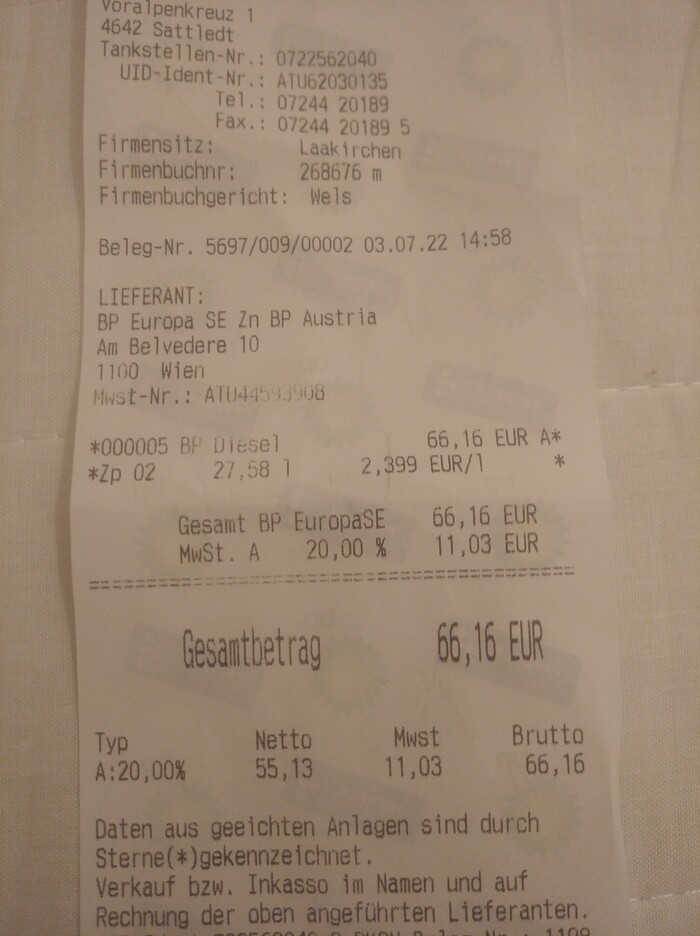 Voralpenkreuz 1
4642 Sattledt
Tankstellen-Nr.: 0722562040
UID-Ident-Nr.: ATU62030135
Tel.: 07244 20189
Fax.: 07244 20189 5
Firmensitz: Laakirchen
Firmenbuchnr: 268676 m
Firmenbuchgericht: Wels
Beleg-Nr. 5697/009/00002 03.07.22 14:58
LIEFERANT:
BP Europa SE Zn BP Austria
Am Belvedere 10
1100 Wien
Mwst-Nr.: ATU44593908
*000005 BP Diesel 66,16 EUR A*
*Zp 02 27,58 l 2,399 EUR/l *
Gesamt BP EuropaSE 66,16 EUR
MwSt. A 20,00 % 11,03 EUR
Gesamtbetrag 66,16 EUR
Typ Netto Mwst Brutto
A:20,00% 55,13 11,03 66,16
Daten aus geeichten Anlagen sind durch
Sterne(*)gekennzeichnet.
Verkauf bzw. Inkasso im Namen und auf
Rechnung der oben angeführten Lieferanten.